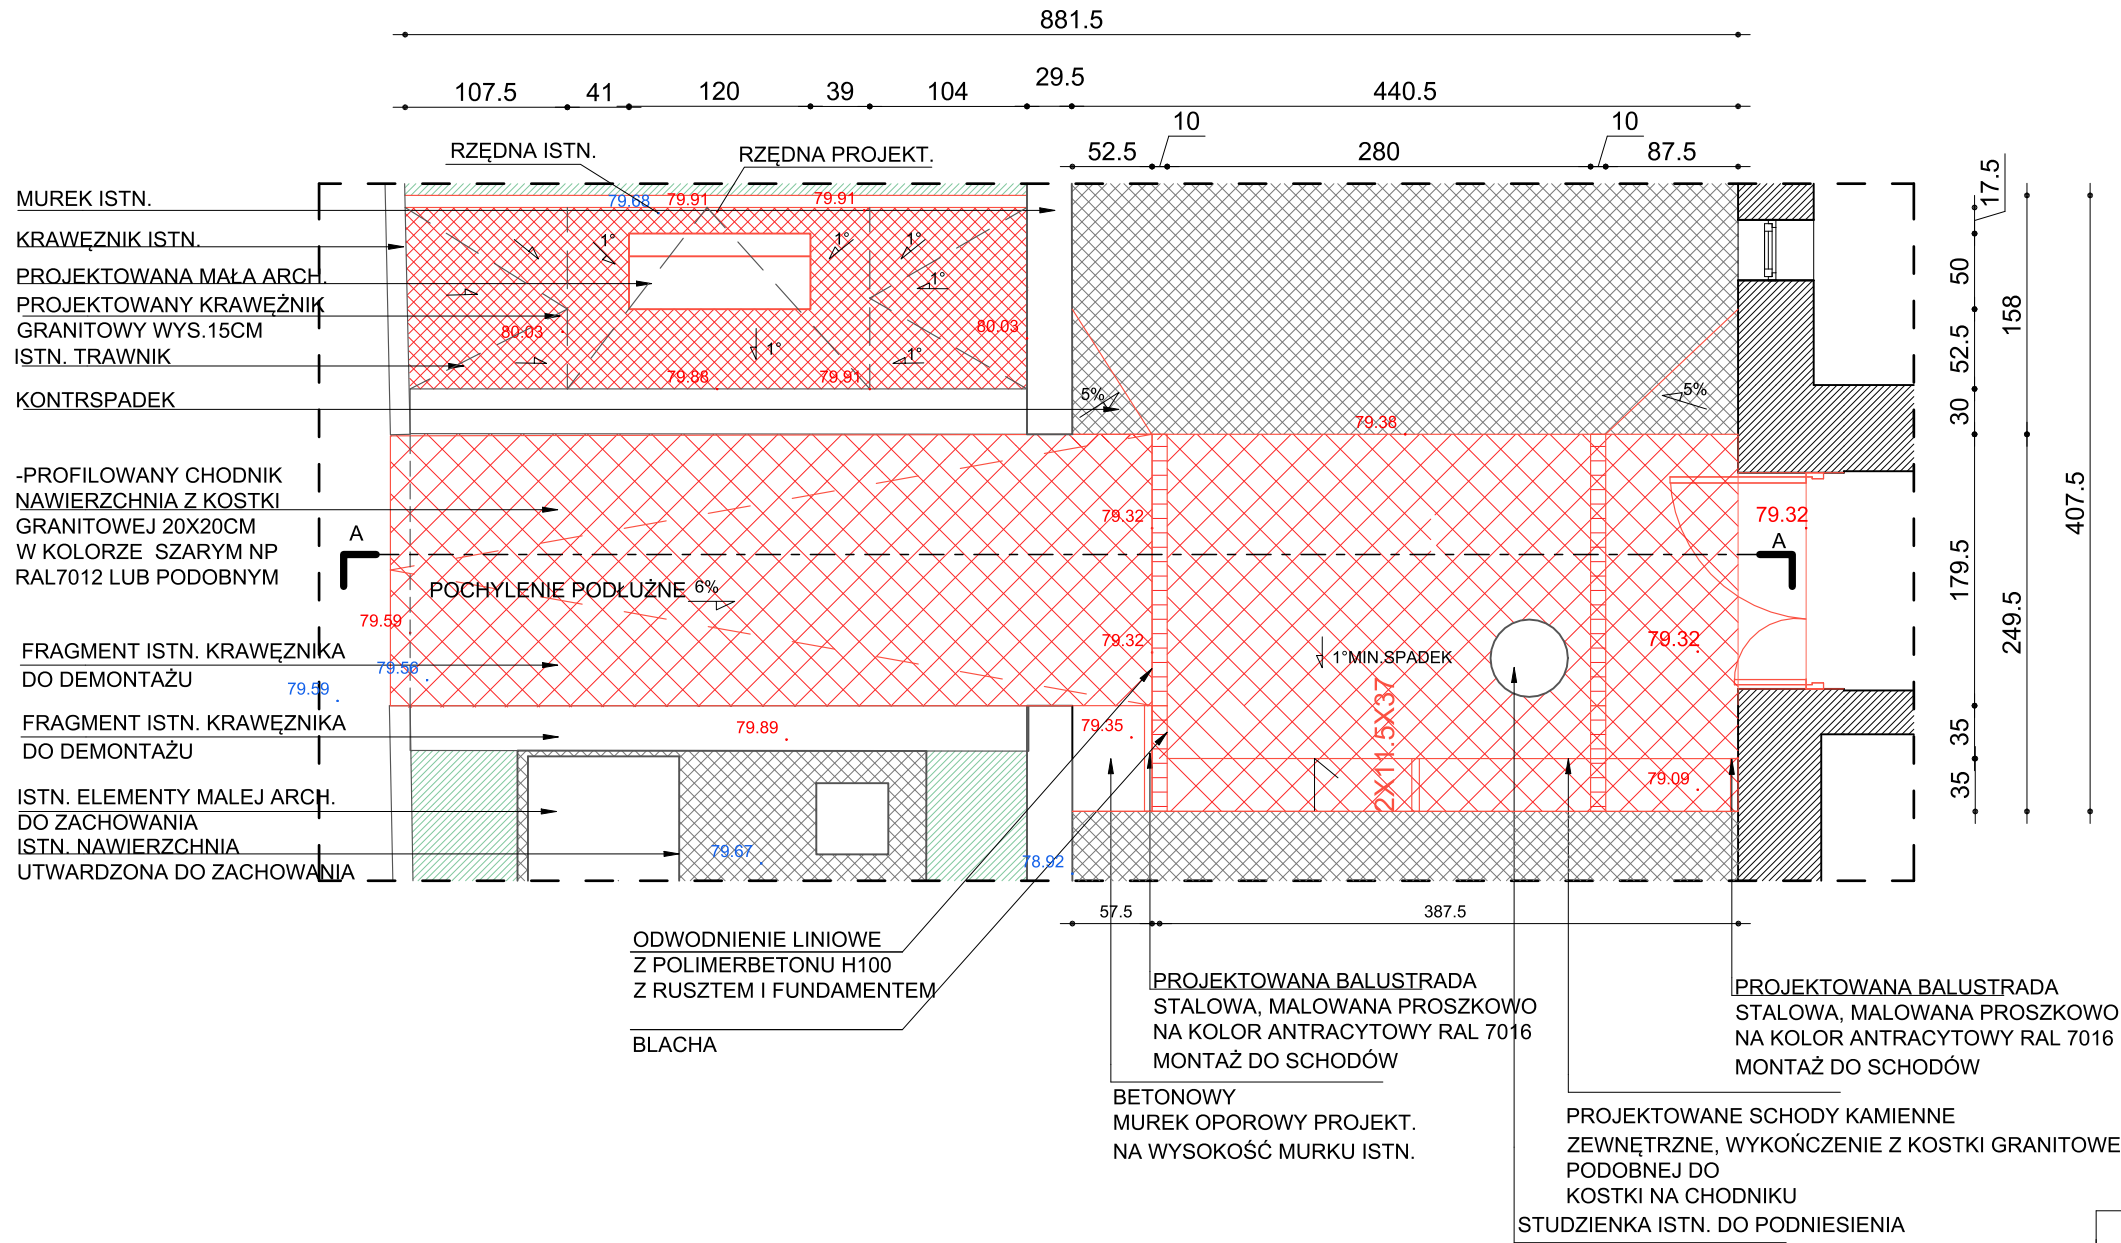 881.5
107.5
41
120
39
104
29.5
440.5
10
10
52.5
280
87.5
RZĘDNA ISTN.
RZĘDNA PROJEKT.
MUREK ISTN.
KRAWĘZNIK ISTN.
PROJEKTOWANA MAŁA ARCH.
PROJEKTOWANY KRAWĘŻNIK
GRANITOWY WYS.15CM
ISTN. TRAWNIK
KONTRSPADEK
-PROFILOWANY CHODNIK
NAWIERZCHNIA Z KOSTKI
GRANITOWEJ 20X20CM
W KOLORZE SZARYM NP
RAL7012 LUB PODOBNYM
FRAGMENT ISTN. KRAWĘZNIKA
DO DEMONTAŻU
FRAGMENT ISTN. KRAWĘZNIKA
DO DEMONTAŻU
ISTN. ELEMENTY MALEJ ARCH.
DO ZACHOWANIA
ISTN. NAWIERZCHNIA
UTWARDZONA DO ZACHOWANIA
79.68
79.91
79.91
1°
1°
1°
1°
80.03
80.03
1°
1°
79.88
79.91
5%
5%
79.38
79.32
79.32
A
A
POCHYLENIE PODŁUŻNE 6%
79.59
79.32
79.32
79.56
79.59
1°MIN.SPADEK
2X11.5X37
79.89
79.35
79.09
79.67
78.92
17.5
50
158
52.5
30
407.5
179.5
249.5
35
35
57.5
387.5
ODWODNIENIE LINIOWE
Z POLIMERBETONU H100
Z RUSZTEM I FUNDAMENTEM
BLACHA
PROJEKTOWANA BALUSTRADA
STALOWA, MALOWANA PROSZKOWO
NA KOLOR ANTRACYTOWY RAL 7016
MONTAŻ DO SCHODÓW
PROJEKTOWANA BALUSTRADA
STALOWA, MALOWANA PROSZKOWO
NA KOLOR ANTRACYTOWY RAL 7016
MONTAŻ DO SCHODÓW
BETONOWY
MUREK OPOROWY PROJEKT.
NA WYSOKOŚĆ MURKU ISTN.
PROJEKTOWANE SCHODY KAMIENNE
ZEWNĘTRZNE, WYKOŃCZENIE Z KOSTKI GRANITOWE
PODOBNEJ DO
KOSTKI NA CHODNIKU
STUDZIENKA ISTN. DO PODNIESIENIA